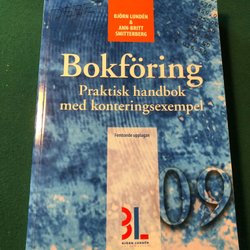 BJÖRN LUNDÉN
&
ANN-BRITT
SMITTERBERG
Bokföring
Praktisk handbok
med konteringsexempel
Femtonde upplagan
09
BL
BJÖRN LUNDÉN